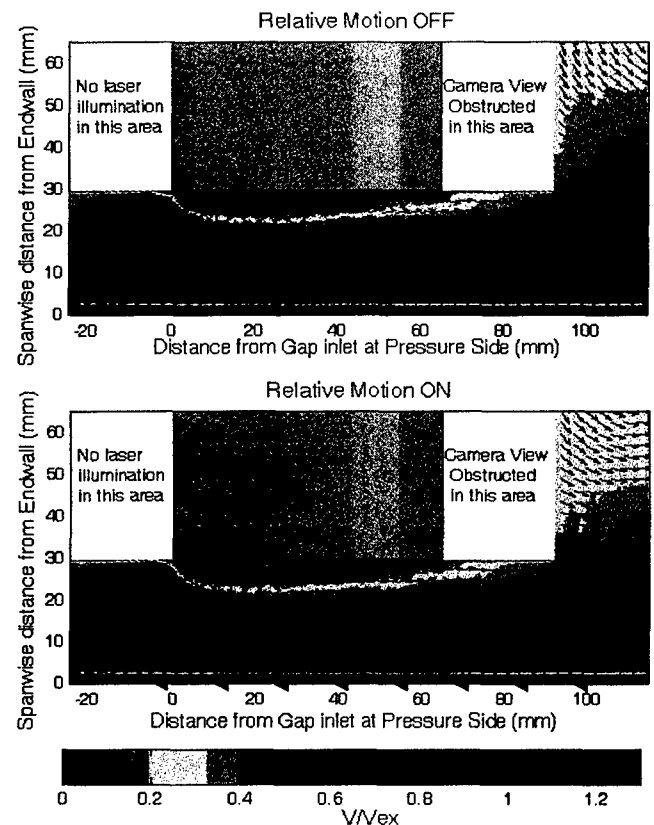 Relative Motion OFF
Spanwise distance from Endwall (mm)
60
50
40
30
20
10
0
No laser
illumination
in this area
Camera View
Obstructed
in this area
-20 0 20 40 60 80 100
Distance from Gap inlet at Pressure Side (mm)
Relative Motion ON
Spanwise distance from Endwall (mm)
60
50
40
30
20
10
0
No laser
illumination
in this area
Camera View
Obstructed
in this area
-20 0 20 40 60 80 100
Distance from Gap inlet at Pressure Side (mm)
0 0.2 0.4 0.6 0.8 1 1.2
V/Vex